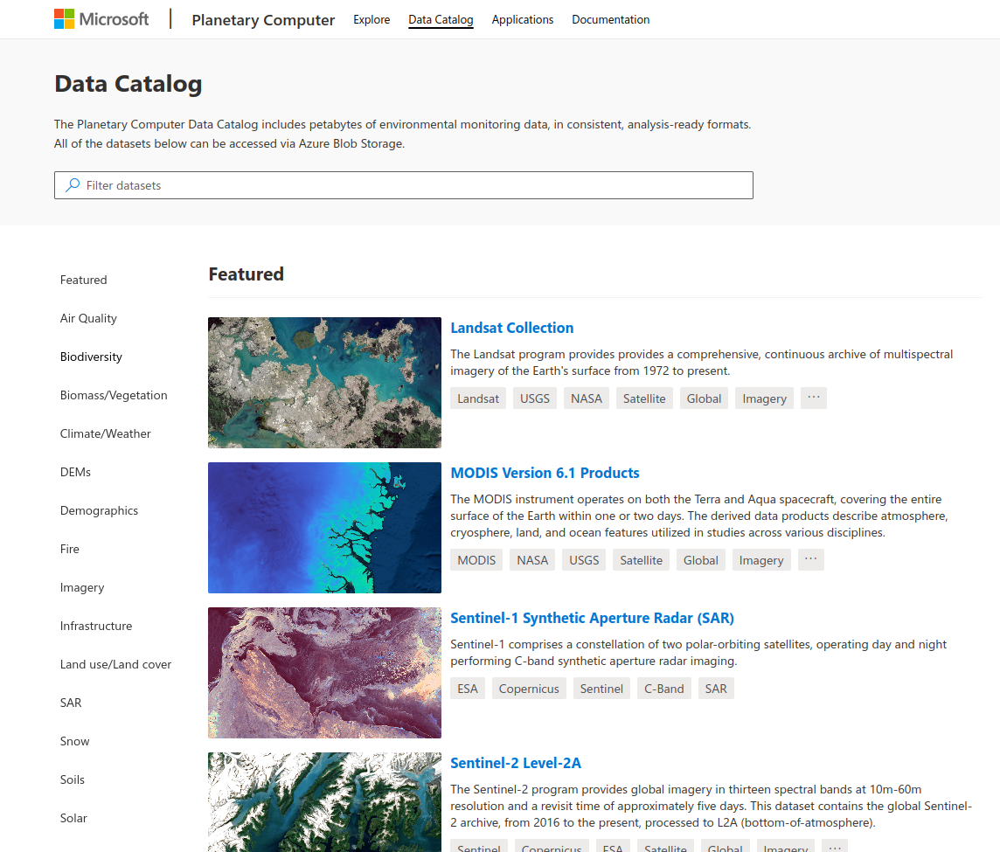 Microsoft | Planetary Computer Explore Data Catalog Applications Documentation
Data Catalog
The Planetary Computer Data Catalog includes petabytes of environmental monitoring data, in consistent, analysis-ready formats.
All of the datasets below can be accessed via Azure Blob Storage.
Filter datasets
Featured
Air Quality
Biodiversity
Biomass/Vegetation
Climate/Weather
DEMs
Demographics
Fire
Imagery
Infrastructure
Land use/Land cover
SAR
Snow
Soils
Solar
Featured
Landsat Collection
The Landsat program provides provides a comprehensive, continuous archive of multispectral
imagery of the Earth's surface from 1972 to present.
Landsat USGS NASA Satellite Global Imagery ...
MODIS Version 6.1 Products
The MODIS instrument operates on both the Terra and Aqua spacecraft, covering the entire
surface of the Earth within one or two days. The derived data products describe atmosphere,
cryosphere, land, and ocean features utilized in studies across various disciplines.
MODIS NASA USGS Satellite Global Imagery ...
Sentinel-1 Synthetic Aperture Radar (SAR)
Sentinel-1 comprises a constellation of two polar-orbiting satellites, operating day and night
performing C-band synthetic aperture radar imaging.
ESA Copernicus Sentinel C-Band SAR
Sentinel-2 Level-2A
The Sentinel-2 program provides global imagery in thirteen spectral bands at 10m-60m
resolution and a revisit time of approximately five days. This dataset contains the global Sentinel-
2 archive, from 2016 to the present, processed to L2A (bottom-of-atmosphere).
Sentinel Copernicus ESA Satellite Global Imagery ...